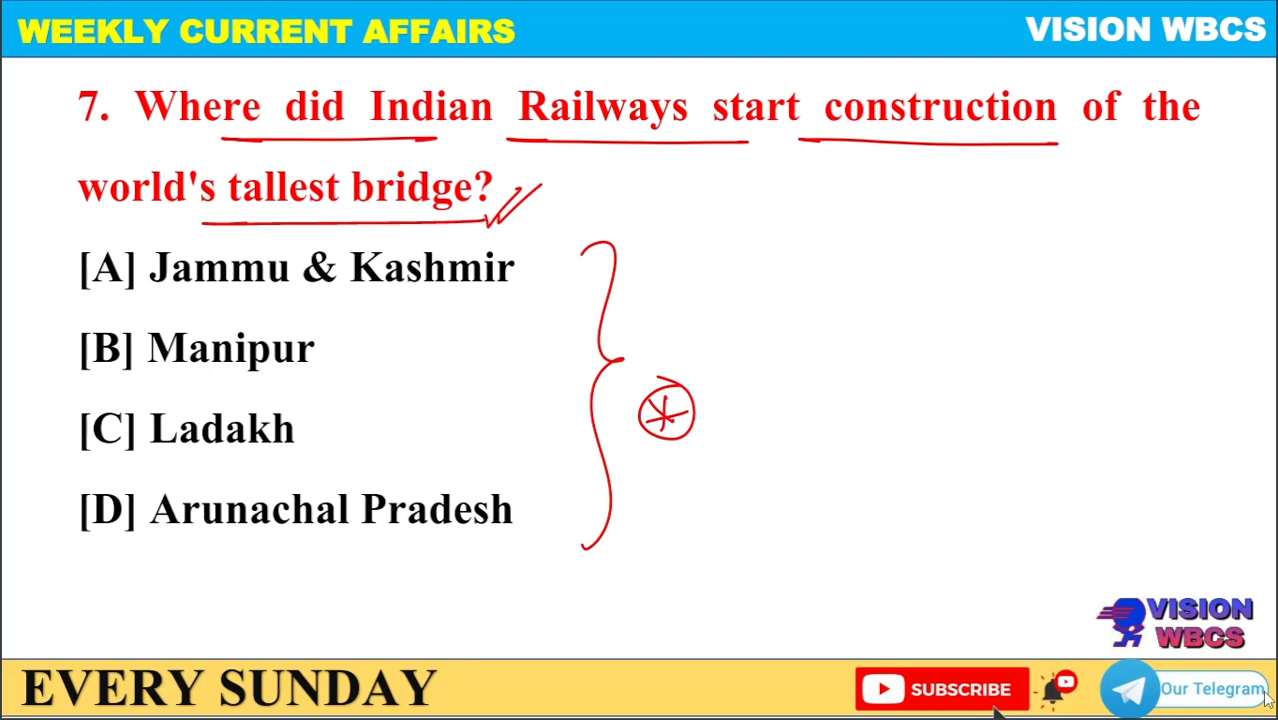 WEEKLY CURRENT AFFAIRS
VISION WBCS
7. Where did Indian Railways start construction of the
world's tallest bridge?
[A] Jammu & Kashmir
[B] Manipur
[C] Ladakh
[D] Arunachal Pradesh
VISION
WBCS
EVERY SUNDAY
SUBSCRIBE
Our Telegram